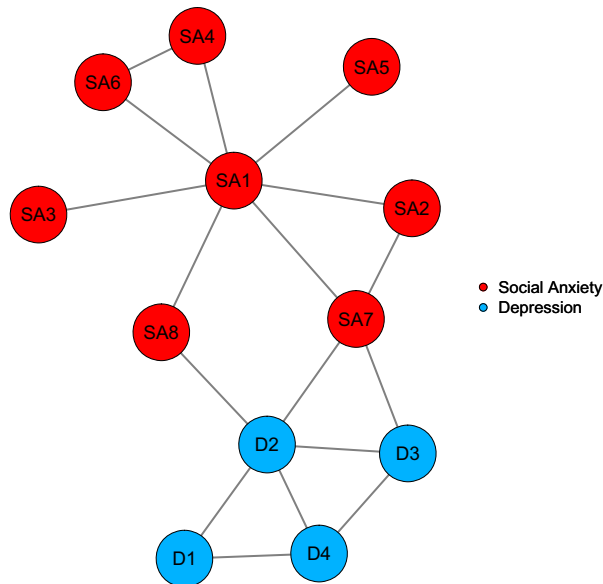 SA4
SA5
SA6
SA1
SA2
SA3
Social Anxiety
Depression
SA7
SA8
D2
D3
D4
D1